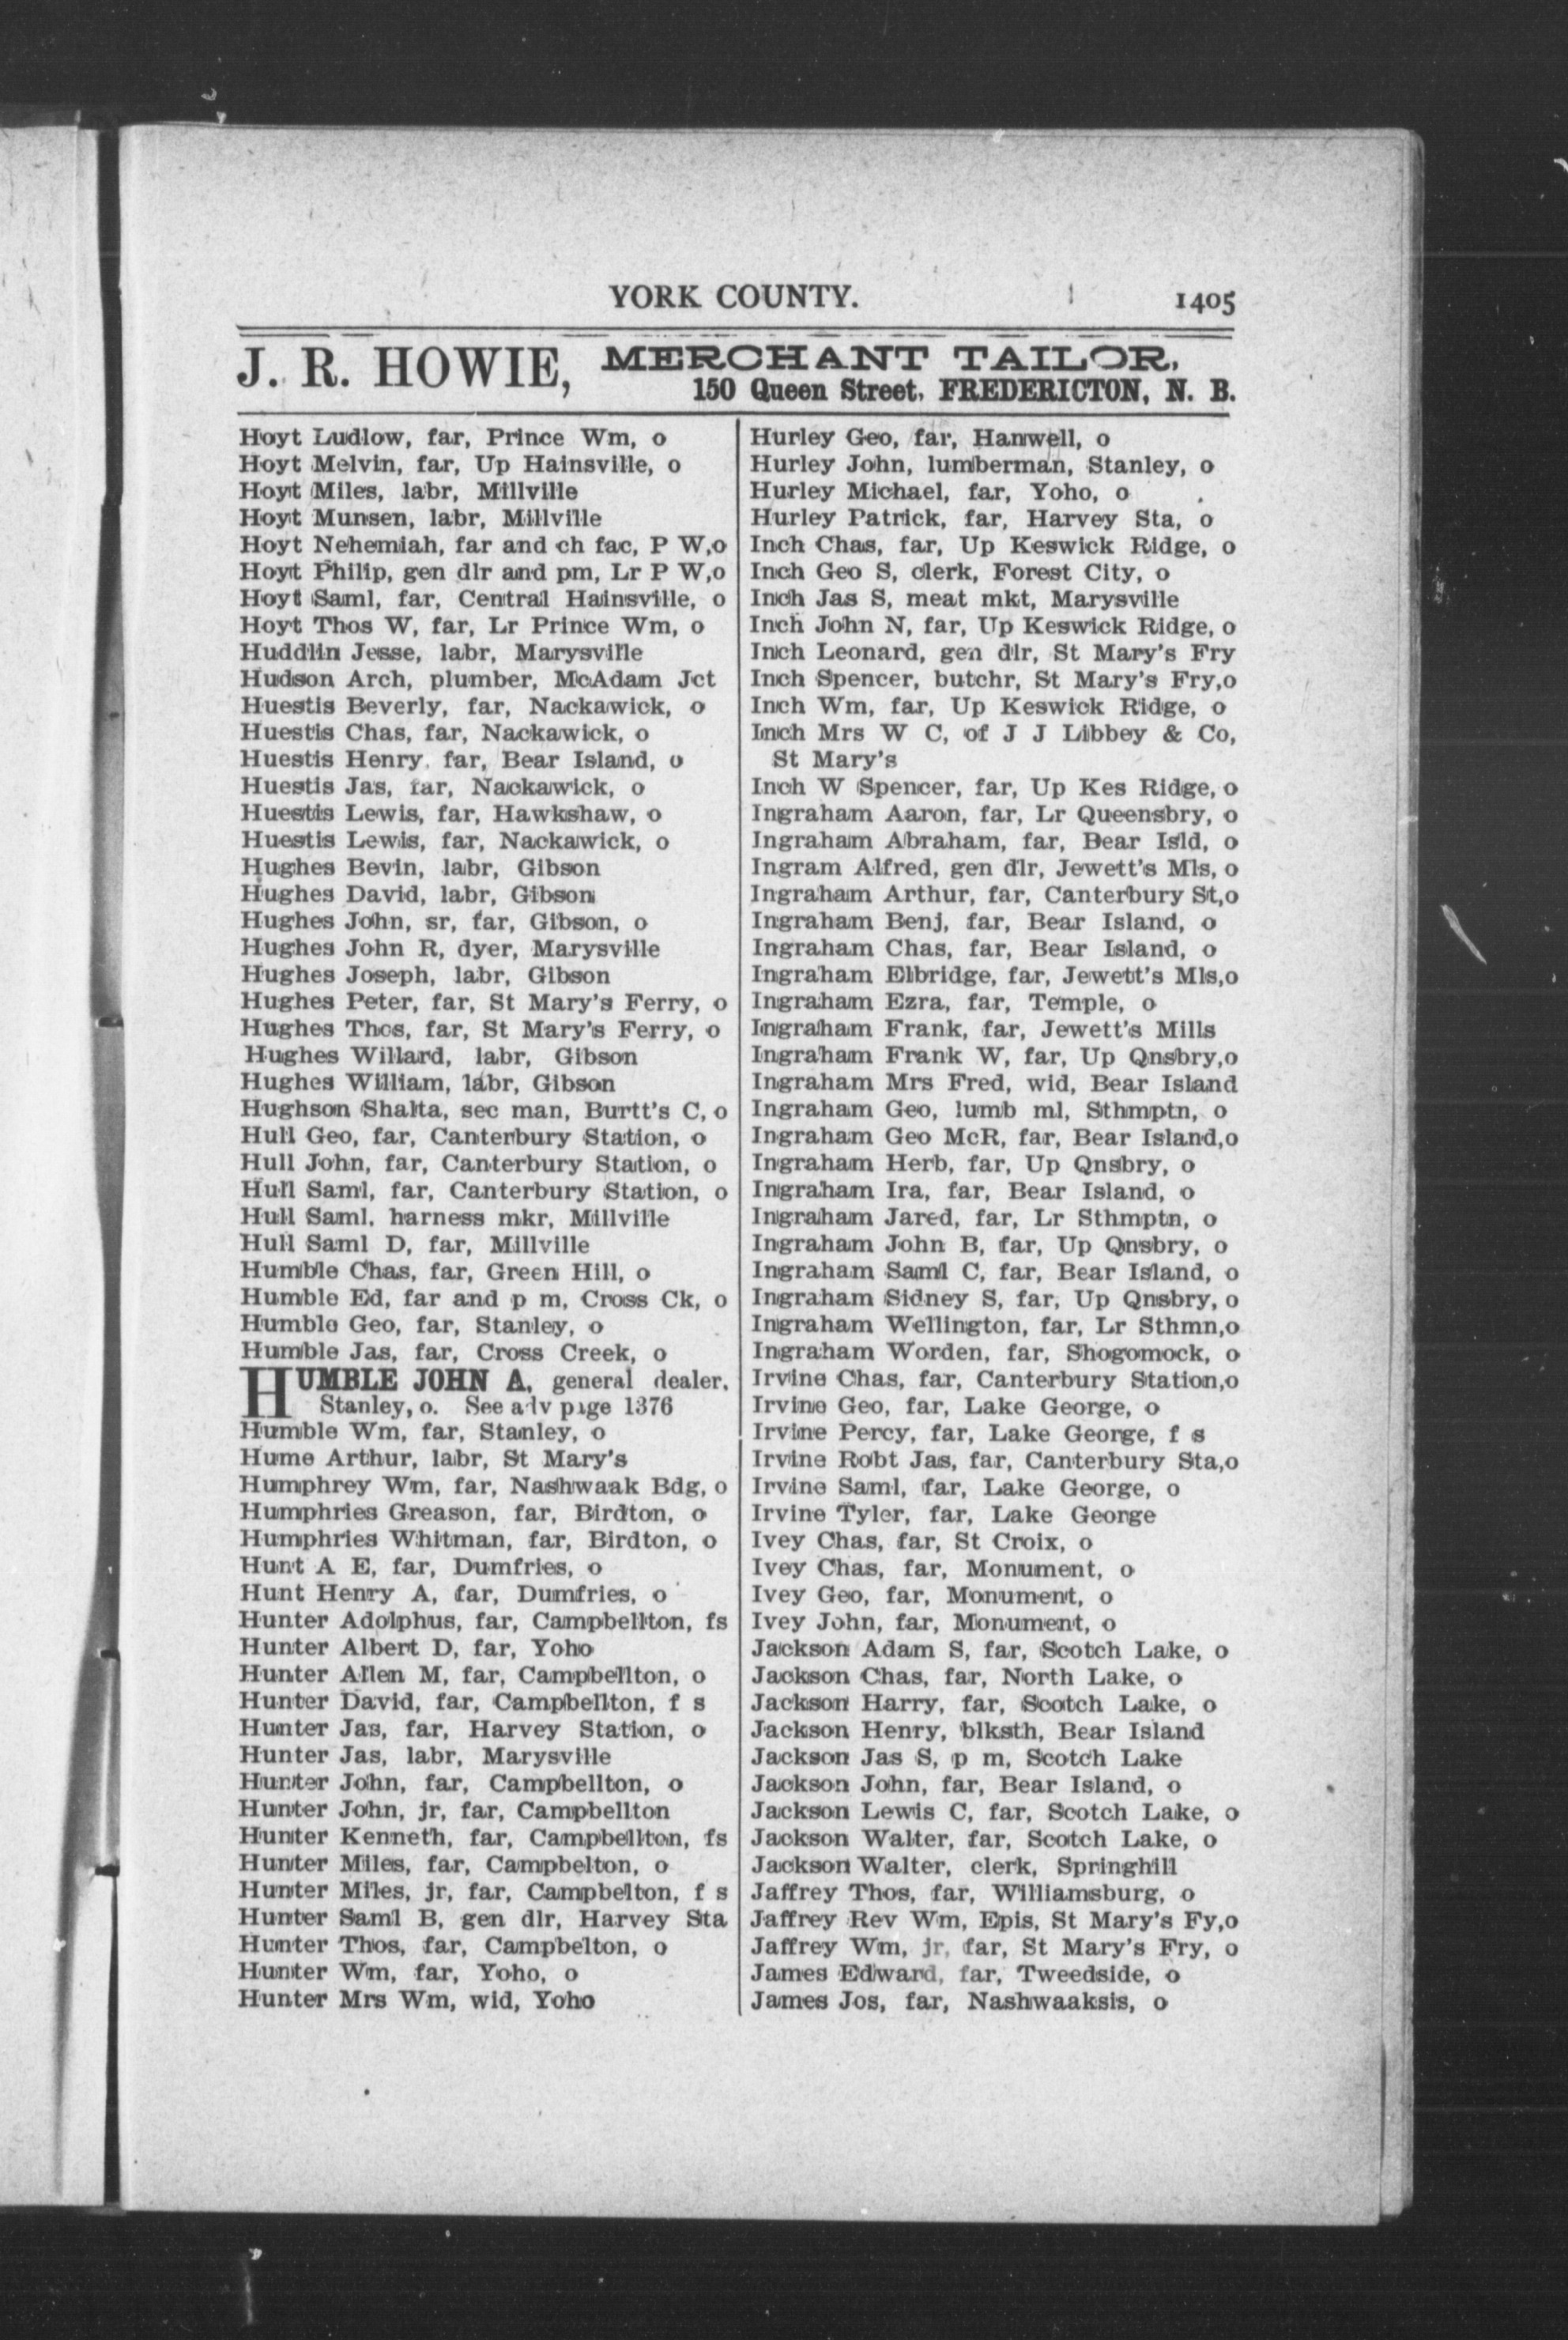 YORK COUNTY. 1405
J. R. HOWIE, MERCHANT TAILOR,
150 Queen Street, FREDERICTON, N. B.
Hoyt Ludlow, far, Prince Wm, o
Hoyt Melvin, far, Up Hainsville, o
Hoyt Miles, labr, Millville
Hoyt Munsen, labr, Millville
Hoyt Nehemiah, far and ch fac, P W,o
Hoyt Philip, gen dlr and pm, Lr P W,o
Hoyt Saml, far, Central Hainsville, o
Hoyt Thos W, far, Lr Prince Wm, o
Huddlin Jesse, labr, Marysville
Hudson Arch, plumber, McAdam Jct
Huestis Beverly, far, Nackawick, o
Huestis Chas, far, Nackawick, o
Huestis Henry, far, Bear Island, o
Huestis Jas, far, Nackawick, o
Huestis Lewis, far, Hawkshaw, o
Huestis Lewis, far, Nackawick, o
Hughes Bevin, labr, Gibson
Hughes David, labr, Gibson
Hughes John, sr, far, Gibson, o
Hughes John R, dyer, Marysville
Hughes Joseph, labr, Gibson
Hughes Peter, far, St Mary's Ferry, o
Hughes Thos, far, St Mary's Ferry, o
Hughes Willard, labr, Gibson
Hughes William, labr, Gibson
Hughson Shalta, sec man, Burtt's C, o
Hull Geo, far, Canterbury Station, o
Hull John, far, Canterbury Station, o
Hull Saml, far, Canterbury Station, o
Hull Saml, harness mkr, Millville
Hull Saml D, far, Millville
Humble Chas, far, Green Hill, o
Humble Ed, far and p m, Cross Ck, o
Humble Geo, far, Stanley, o
Humble Jas, far, Cross Creek, o
HUMBLE JOHN A, general dealer,
Stanley, o. See adv page 1376
Humble Wm, far, Stanley, o
Hume Arthur, labr, St Mary's
Humphrey Wm, far, Nashwaak Bdg, o
Humphries Greason, far, Birdton, o
Humphries Whitman, far, Birdton, o
Hunt A E, far, Dumfries, o
Hunt Henry A, far, Dumfries, o
Hunter Adolphus, far, Campbellton, fs
Hunter Albert D, far, Yoho
Hunter Allen M, far, Campbellton, o
Hunter David, far, Campbellton, f s
Hunter Jas, far, Harvey Station, o
Hunter Jas, labr, Marysville
Hunter John, far, Campbellton, o
Hunter John, jr, far, Campbellton
Hunter Kenneth, far, Campbellton, fs
Hunter Miles, far, Campbelton, o
Hunter Miles, jr, far, Campbelton, f s
Hunter Saml B, gen dlr, Harvey Sta
Hunter Thos, far, Campbelton, o
Hunter Wm, far, Yoho, o
Hunter Mrs Wm, wid, Yoho
Hurley Geo, far, Hanwell, o
Hurley John, lumberman, Stanley, o
Hurley Michael, far, Yoho, o
Hurley Patrick, far, Harvey Sta, o
Inch Chas, far, Up Keswick Ridge, o
Inch Geo S, clerk, Forest City, o
Inch Jas S, meat mkt, Marysville
Inch John N, far, Up Keswick Ridge, o
Inch Leonard, gen dlr, St Mary's Fry
Inch Spencer, butchr, St Mary's Fry,o
Inch Wm, far, Up Keswick Ridge, o
Inch Mrs W C, of J J Libbey & Co,
St Mary's
Inch W Spencer, far, Up Kes Ridge, o
Ingraham Aaron, far, Lr Queensbry, o
Ingraham Abraham, far, Bear Isld, o
Ingram Alfred, gen dlr, Jewett's Mls, o
Ingraham Arthur, far, Canterbury St,o
Ingraham Benj, far, Bear Island, o
Ingraham Chas, far, Bear Island, o
Ingraham Elbridge, far, Jewett's Mls,o
Ingraham Ezra, far, Temple, o
Ingraham Frank, far, Jewett's Mills
Ingraham Frank W, far, Up Qnsbry,o
Ingraham Mrs Fred, wid, Bear Island
Ingraham Geo, lumb ml, Sthmptn, o
Ingraham Geo McR, far, Bear Island,o
Ingraham Herb, far, Up Qnsbry, o
Ingraham Ira, far, Bear Island, o
Ingraham Jared, far, Lr Sthmptn, o
Ingraham John B, far, Up Qnsbry, o
Ingraham Saml C, far, Bear Island, o
Ingraham Sidney S, far, Up Qnsbry, o
Ingraham Wellington, far, Lr Sthmn,o
Ingraham Worden, far, Shogomock, o
Irvine Chas, far, Canterbury Station,o
Irvine Geo, far, Lake George, o
Irvine Percy, far, Lake George, f s
Irvine Robt Jas, far, Canterbury Sta,o
Irvine Saml, far, Lake George, o
Irvine Tyler, far, Lake George
Ivey Chas, far, St Croix, o
Ivey Chas, far, Monument, o
Ivey Geo, far, Monument, o
Ivey John, far, Monument, o
Jackson Adam S, far, Scotch Lake, o
Jackson Chas, far, North Lake, o
Jackson Harry, far, Scotch Lake, o
Jackson Henry, blksth, Bear Island
Jackson Jas S, p m, Scotch Lake
Jackson John, far, Bear Island, o
Jackson Lewis C, far, Scotch Lake, o
Jackson Walter, far, Scotch Lake, o
Jackson Walter, clerk, Springhill
Jaffrey Thos, far, Williamsburg, o
Jaffrey Rev Wm, Epis, St Mary's Fy,o
Jaffrey Wm, jr, far, St Mary's Fry, o
James Edward, far, Tweedside, o
James Jos, far, Nashwaaksis, o